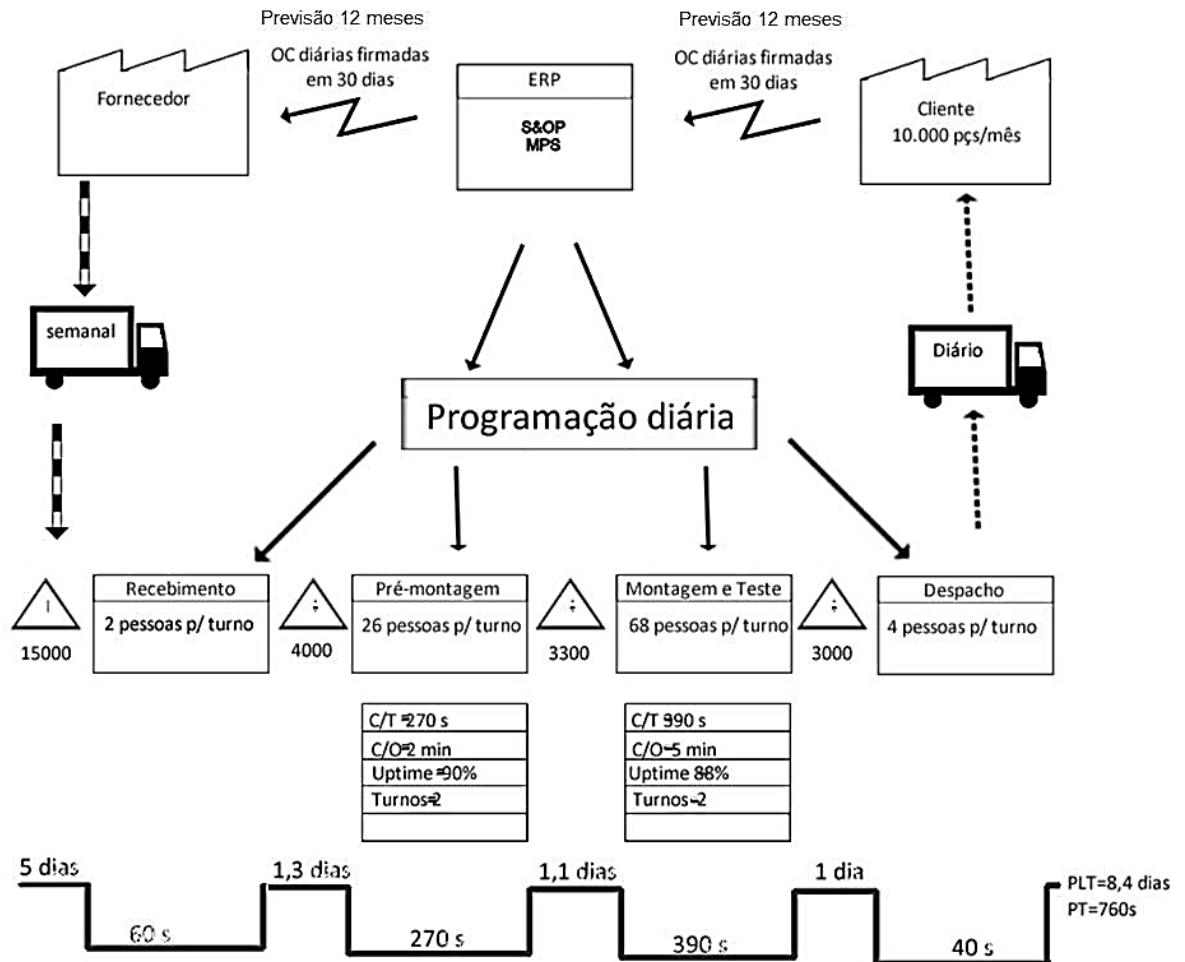 Previsão 12 meses
Previsão 12 meses
OC diárias firmadas
em 30 dias
OC diárias firmadas
em 30 dias
Fornecedor
ERP
S&OP
MPS
Cliente
10.000 pçs/mês
semanal
Diário
Programação diária
Recebimento
2 pessoas p/ turno
Pré-montagem
26 pessoas p/ turno
Montagem e Teste
68 pessoas p/ turno
Despacho
4 pessoas p/ turno
I
15000
4000
3300
3000
C/T =270 s
C/O=2 min
Uptime =90%
Turnos=2
C/T 390 s
C/O-5 min
Uptime 88%
Turnos-2
5 dias
60 s
1,3 dias
270 s
1,1 dias
390 s
1 dia
40 s
PLT=8,4 dias
PT=760s